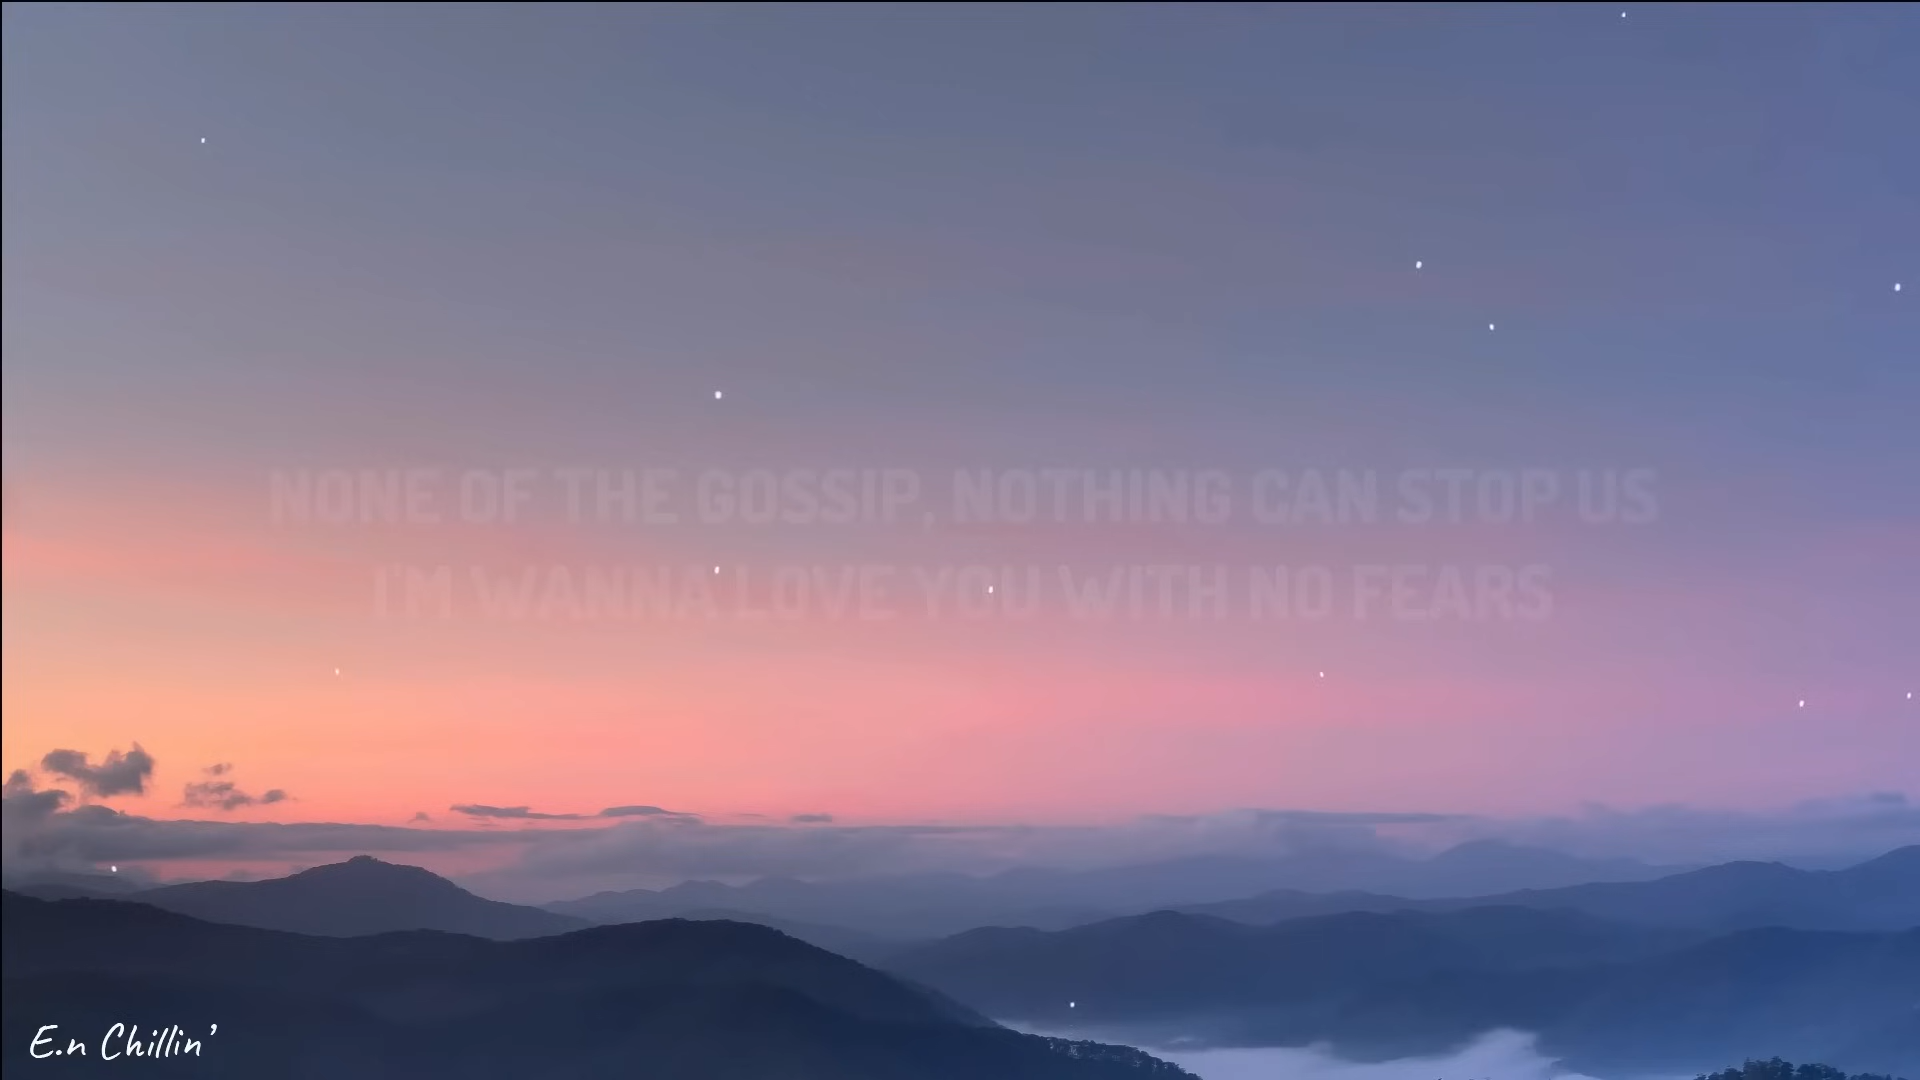 NONE OF THE GOSSIP, NOTHING CAN STOP US
I'M WANNA LOVE YOU WITH NO FEARS
E.n Chillin'